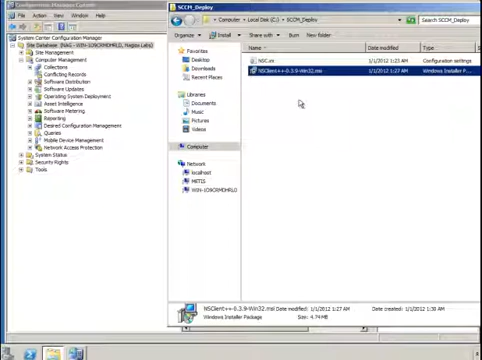 Configuration Manager Console
File Action View Window Help
System Center Configuration Manager
Site Database (NAG - WIN-1O9CRMDMRLO, Nagios Labs)
Site Management
Computer Management
Collections
Conflicting Records
Software Distribution
Software Updates
Operating System Deployment
Asset Intelligence
Software Metering
Reporting
Desired Configuration Management
Queries
Mobile Device Management
Network Access Protection
System Status
Security Rights
Tools
SCCM_Deploy
Computer Local Disk (C:) SCCM_Deploy
Search SCCM_Deploy
Organize Install Share with Burn New folder
Favorites
Desktop
Downloads
Recent Places
Libraries
Documents
Music
Pictures
Videos
Computer
Network
localhost
METIS
WIN-1O9CRMDMRLO
Name Date modified Type
NSC.ini 1/1/2012 1:23 AM Configuration settings
NSClient++-0.3.9-Win32.msi 1/1/2012 1:27 AM Windows Installer P...
NSClient++-0.3.9-Win32.msi Date modified: 1/1/2012 1:27 AM Date created: 1/1/2012 1:30 AM
Windows Installer Package Size: 4.74 MB